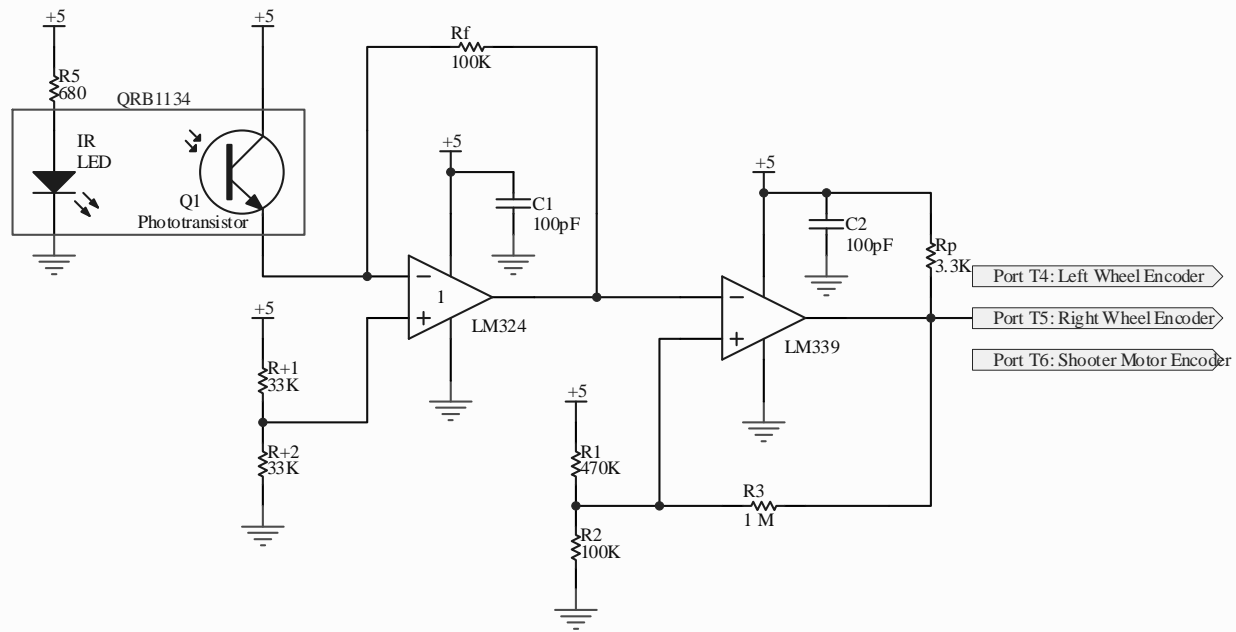 +5
+5
Rf
100K
R5
680
QRB1134
IR
LED
Q1
Phototransistor
+5
C1
100pF
+5
C2
100pF
Rp
3.3K
1
LM324
LM339
Port T4: Left Wheel Encoder
Port T5: Right Wheel Encoder
Port T6: Shooter Motor Encoder
+5
R+1
33K
R+2
33K
+5
R1
470K
R2
100K
R3
1 M